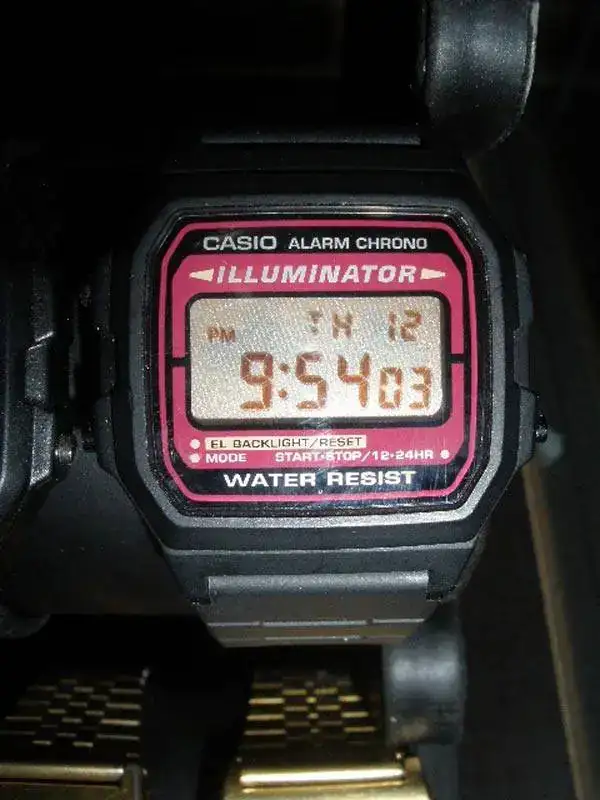 CASIO ALARM CHRONO
ILLUMINATOR
PM TH 12
9:54 03
EL BACKLIGHT/RESET
MODE START•STOP/12•24HR
WATER RESIST